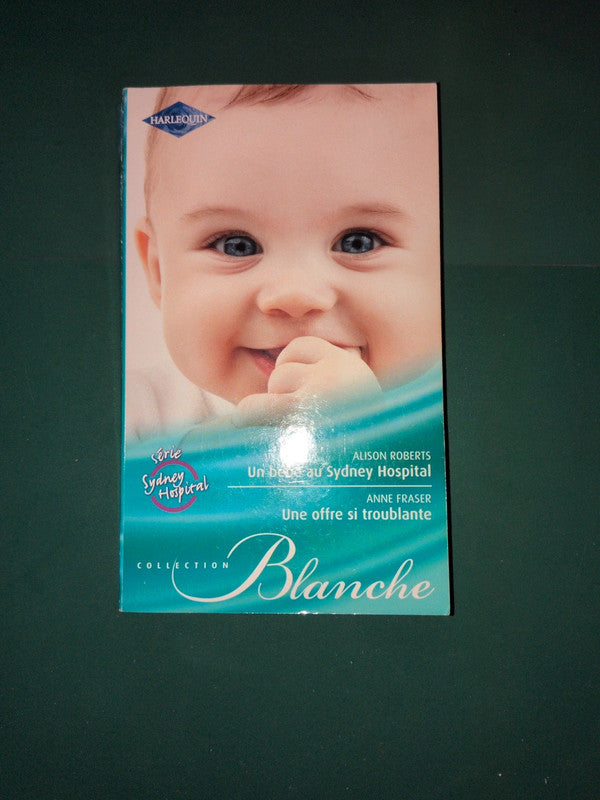 HARLEQUIN
Série
Sydney
Hospital
ALISON ROBERTS
Un bébé au Sydney Hospital
ANNE FRASER
Une offre si troublante
COLLECTION
Blanche